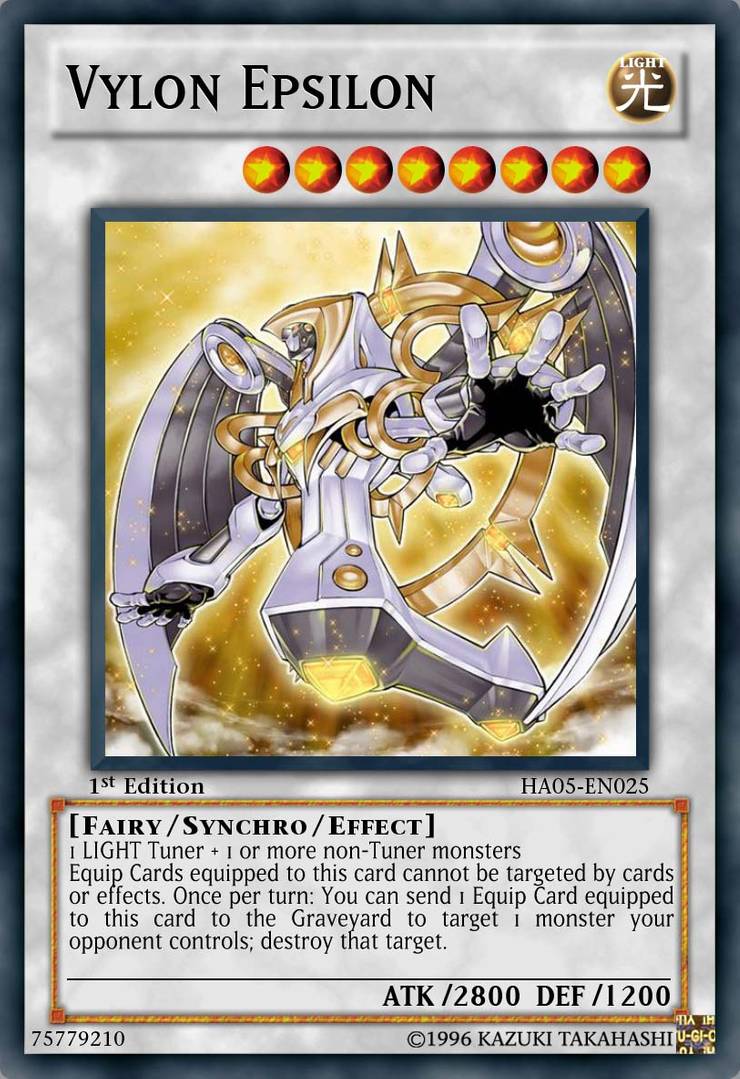 VYLON EPSILON
LIGHT
光
1st Edition
HA05-EN025
[FAIRY/SYNCHRO/EFFECT]
1 LIGHT Tuner + 1 or more non-Tuner monsters
Equip Cards equipped to this card cannot be targeted by cards
or effects. Once per turn: You can send 1 Equip Card equipped
to this card to the Graveyard to target 1 monster your
opponent controls; destroy that target.
ATK/2800 DEF/1200
75779210
©1996 KAZUKI TAKAHASHI